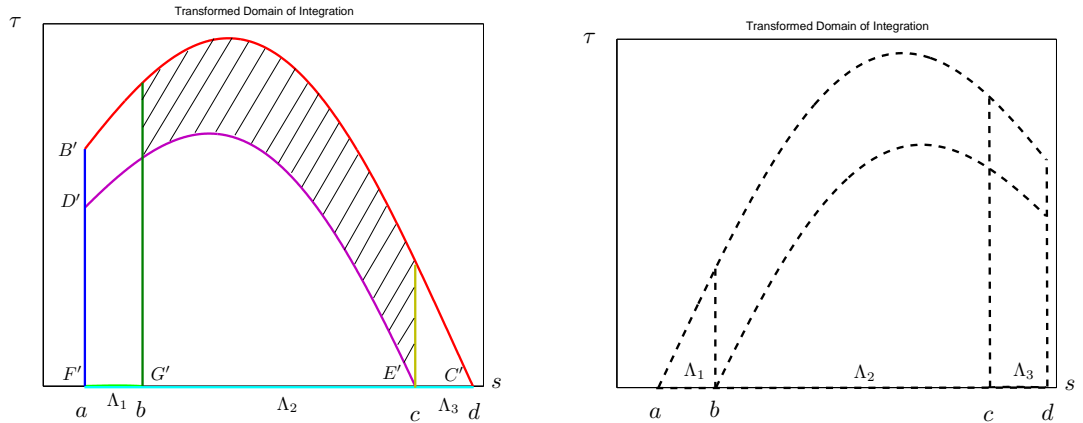 Transformed Domain of Integration
τ
B′
D′
F′
G′
E′
C′
s
a
Λ1
b
Λ2
c
Λ3
d
Transformed Domain of Integration
τ
Λ1
Λ2
Λ3
s
a
b
c
d